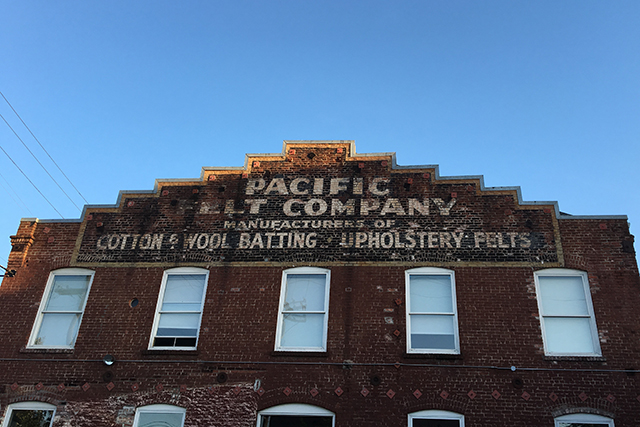 PACIFIC
FELT COMPANY
MANUFACTURERS OF
COTTON & WOOL BATTING UPHOLSTERY FELTS